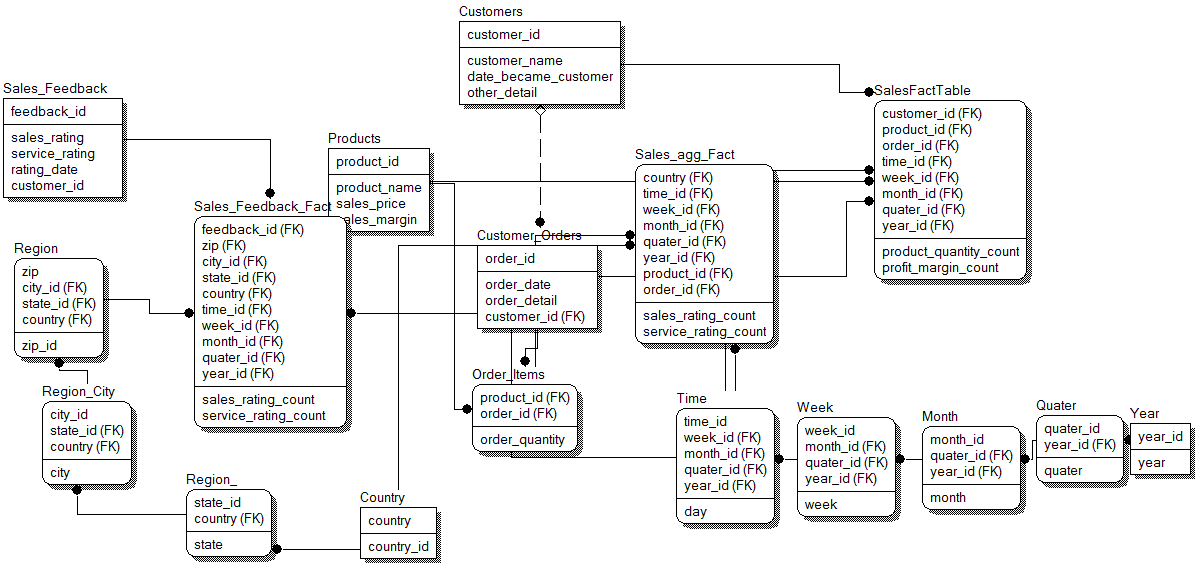 Customers
customer_id
customer_name
date_became_customer
other_detail
Sales_Feedback
feedback_id
sales_rating
service_rating
rating_date
customer_id
Products
product_id
product_name
sales_price
sales_margin
Sales_agg_Fact
country (FK)
time_id (FK)
week_id (FK)
month_id (FK)
quater_id (FK)
year_id (FK)
product_id (FK)
order_id (FK)
sales_rating_count
service_rating_count
SalesFactTable
customer_id (FK)
product_id (FK)
order_id (FK)
time_id (FK)
week_id (FK)
month_id (FK)
quater_id (FK)
year_id (FK)
product_quantity_count
profit_margin_count
Sales_Feedback_Fact
feedback_id (FK)
zip (FK)
city_id (FK)
state_id (FK)
country (FK)
time_id (FK)
week_id (FK)
month_id (FK)
quater_id (FK)
year_id (FK)
sales_rating_count
service_rating_count
Customer_Orders
order_id
order_date
order_detail
customer_id (FK)
Region
zip
city_id (FK)
state_id (FK)
country (FK)
zip_id
Order_Items
product_id (FK)
order_id (FK)
order_quantity
Region_City
city_id
state_id (FK)
country (FK)
city
Region_
state_id
country (FK)
state
Country
country
country_id
Time
time_id
week_id (FK)
month_id (FK)
quater_id (FK)
year_id (FK)
day
Week
week_id
month_id (FK)
quater_id (FK)
year_id (FK)
week
Month
month_id
quater_id (FK)
year_id (FK)
month
Quater
quater_id
year_id (FK)
quater
Year
year_id
year